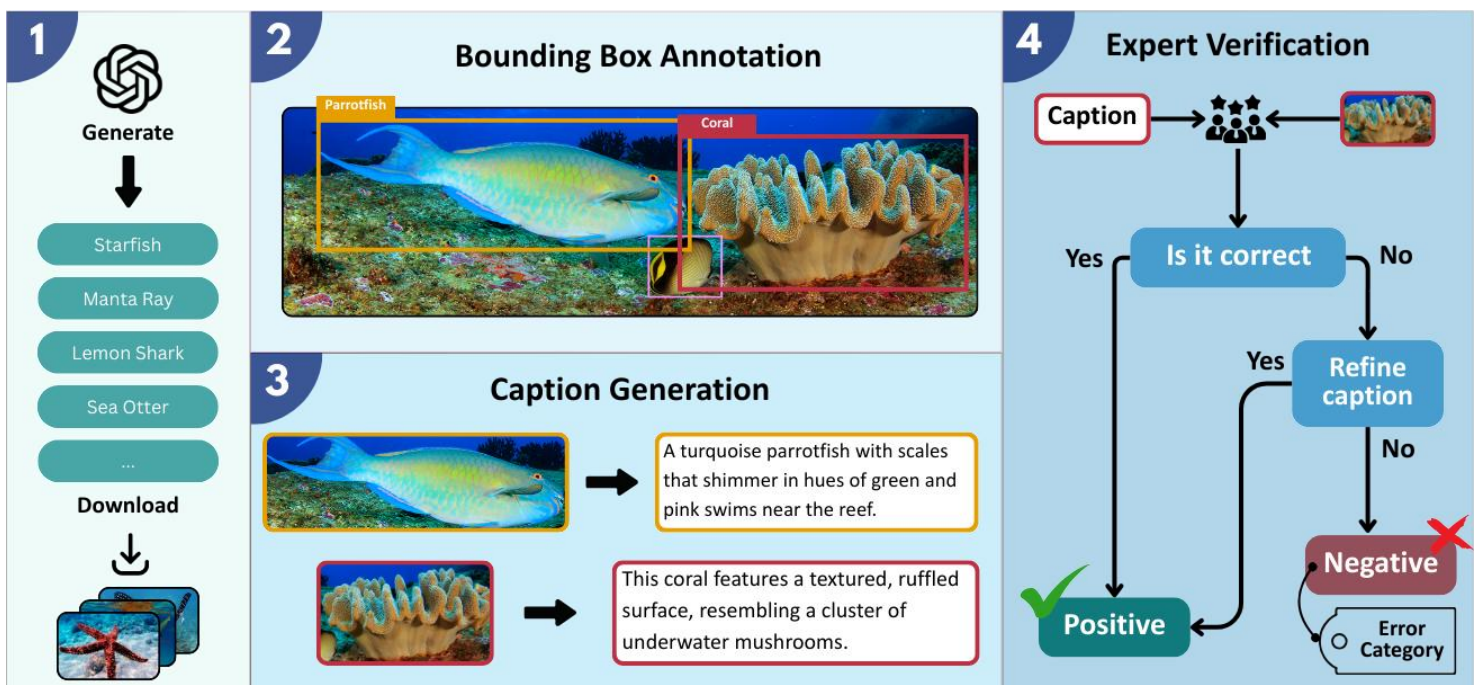 1
Generate
Starfish
Manta Ray
Lemon Shark
Sea Otter
...
Download
2
Bounding Box Annotation
Parrotfish
Coral
3
Caption Generation
A turquoise parrotfish with scales
that shimmer in hues of green and
pink swims near the reef.
This coral features a textured, ruffled
surface, resembling a cluster of
underwater mushrooms.
4
Expert Verification
Caption
Yes
Is it correct
No
Yes
Refine
caption
No
Negative
Positive
Error
Category